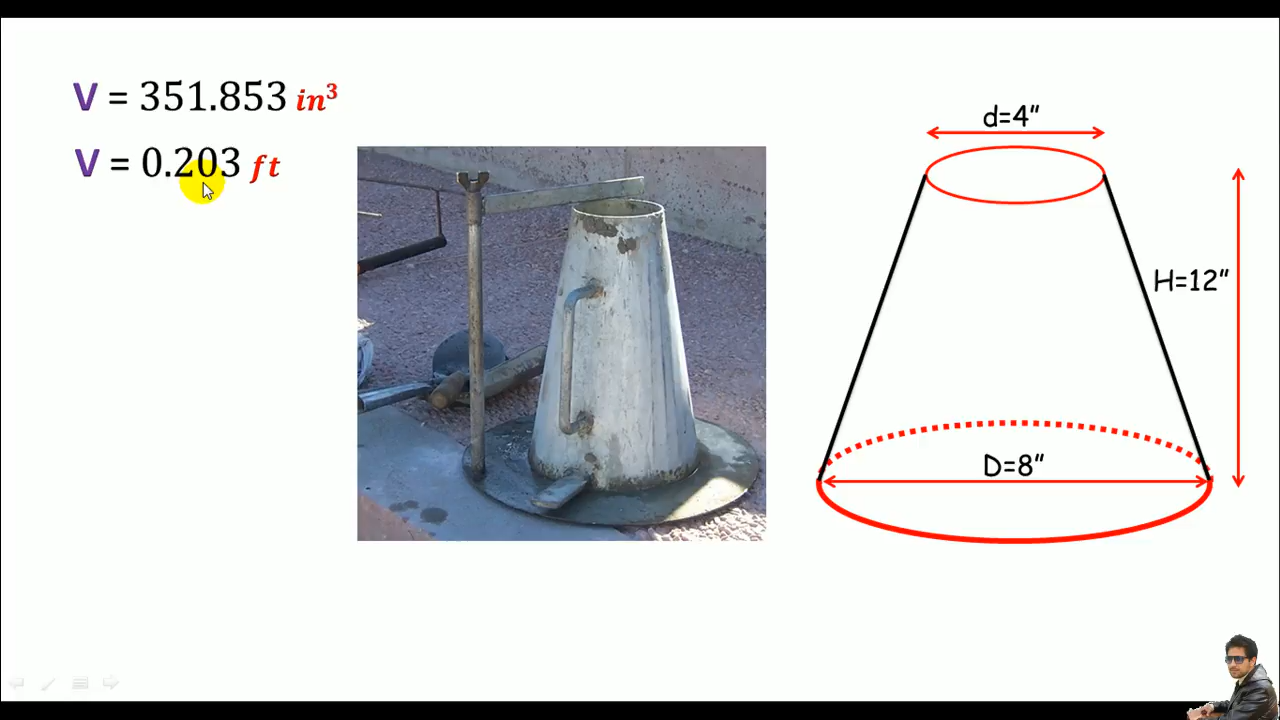 V = 351.853 in³
V = 0.203 ft
d=4"
H=12"
D=8"